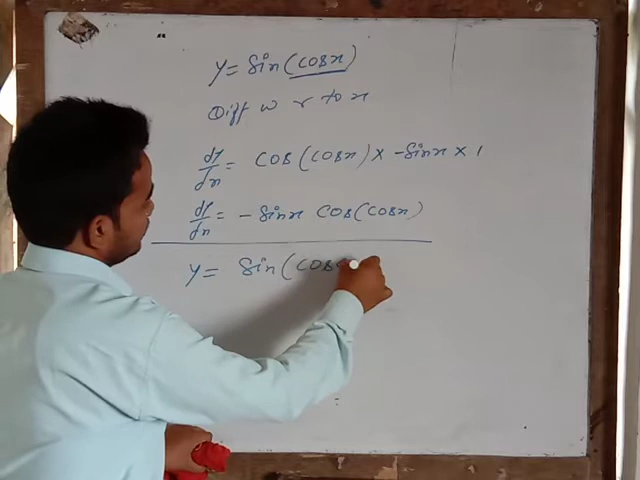 y = sin(cosx)
Diff w r to x
dy/dx = cos(cosx) x -sinx x 1
dy/dx = - sinx cos(cosx)
y = sin(cos